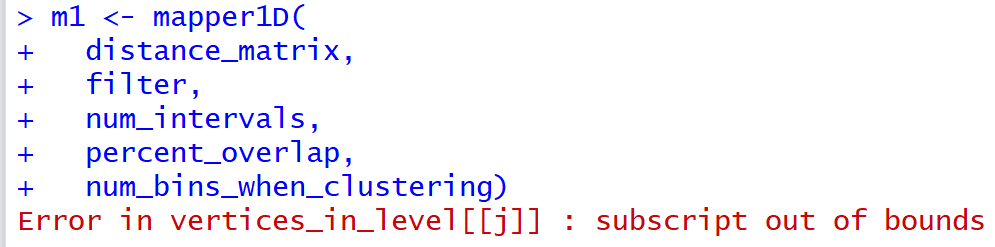 > m1 <- mapper1D(
+   distance_matrix,
+   filter,
+   num_intervals,
+   percent_overlap,
+   num_bins_when_clustering)
Error in vertices_in_level[[j]] : subscript out of bounds